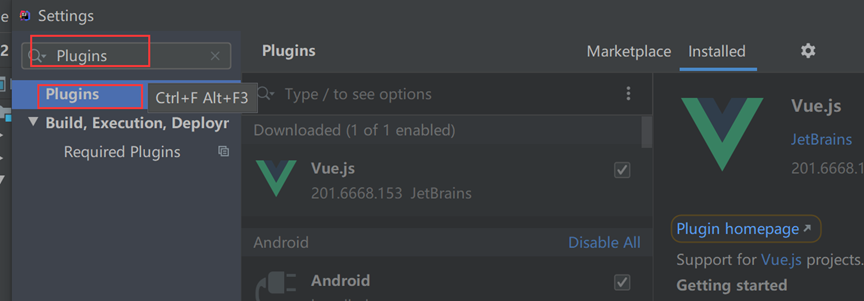 Settings
e
2
Plugins
Plugins
Ctrl+F Alt+F3
Build, Execution, Deployr
Required Plugins
Plugins
Marketplace
Installed
Type / to see options
Downloaded (1 of 1 enabled)
Vue.js
201.6668.153 JetBrains
Android
Disable All
Android
Vue.js
JetBrains
201.6668.1
Plugin homepage ↗
Support for Vue.js projects.
Getting started